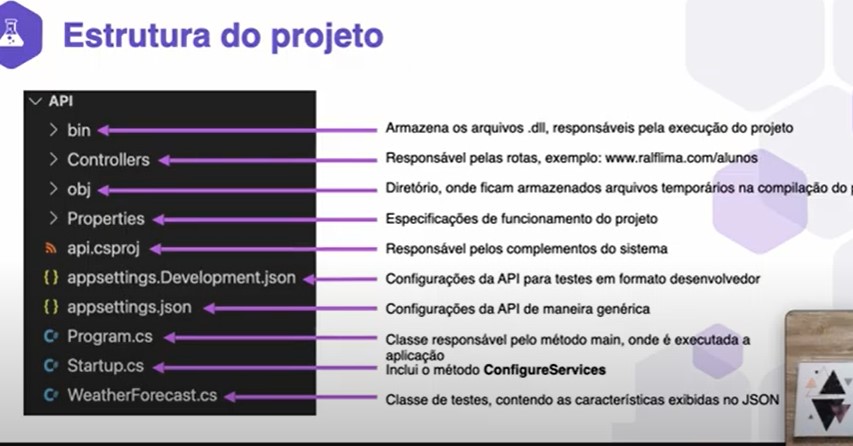 Estrutura do projeto
API
bin
Armazena os arquivos .dll, responsáveis pela execução do projeto
Controllers
Responsável pelas rotas, exemplo: www.ralflima.com/alunos
obj
Diretório, onde ficam armazenados arquivos temporários na compilação do p
Properties
Especificações de funcionamento do projeto
api.csproj
Responsável pelos complementos do sistema
appsettings.Development.json
Configurações da API para testes em formato desenvolvedor
appsettings.json
Configurações da API de maneira genérica
Program.cs
Classe responsável pelo método main, onde é executada a
aplicação
Startup.cs
Inclui o método ConfigureServices
WeatherForecast.cs
Classe de testes, contendo as características exibidas no JSON